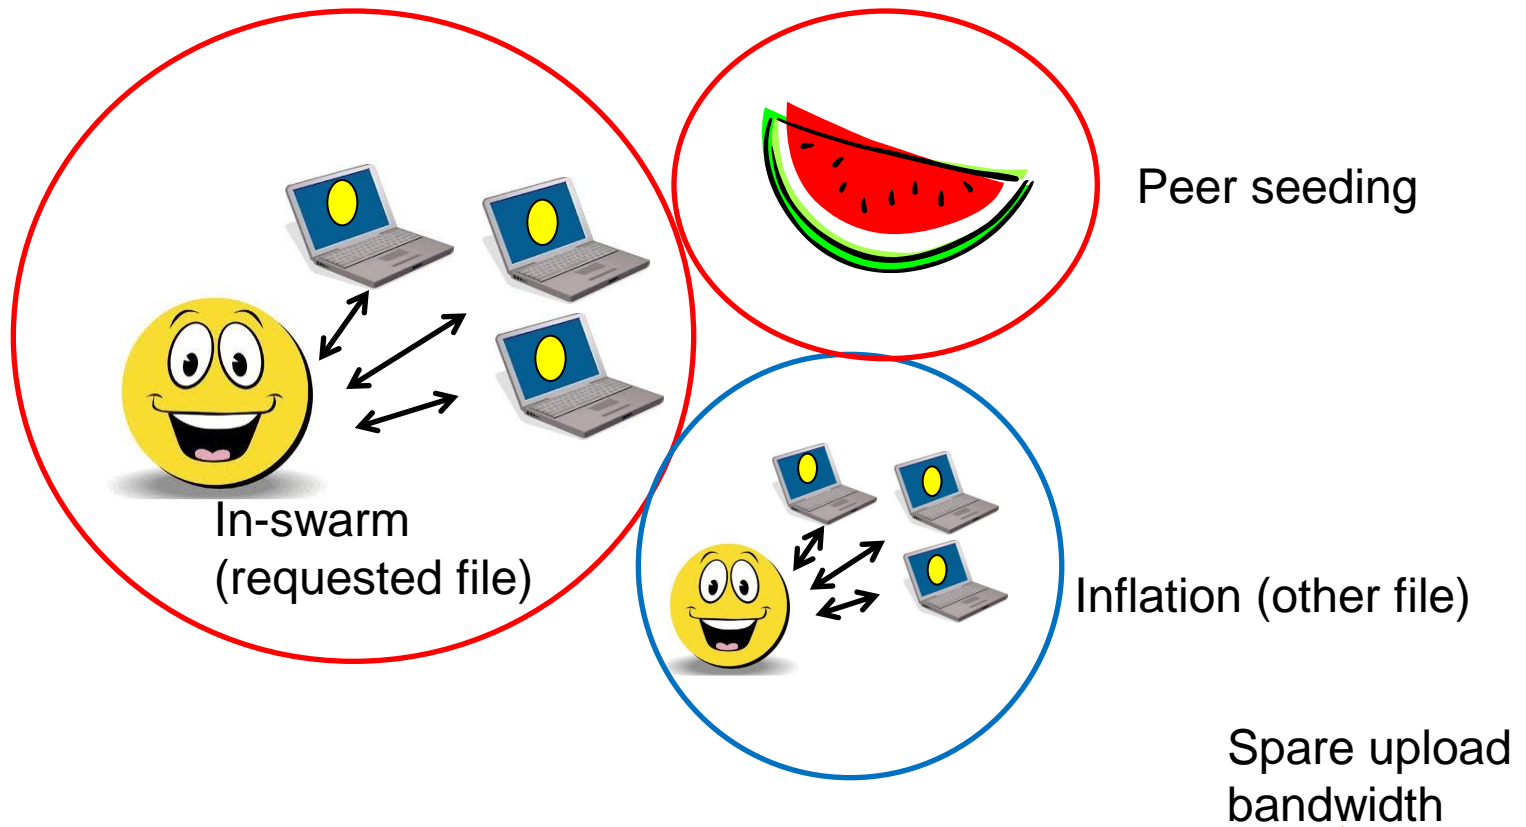 Peer seeding
In-swarm
(requested file)
Inflation (other file)
Spare upload
bandwidth